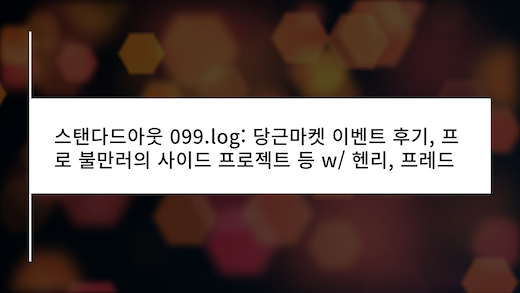 스탠다드아웃 099.log: 당근마켓 이벤트 후기, 프
로 불만러의 사이드 프로젝트 등 w/ 헨리, 프레드